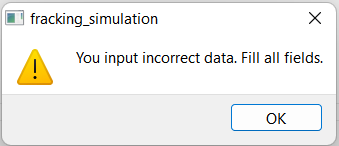 fracking_simulation
You input incorrect data. Fill all fields.
OK